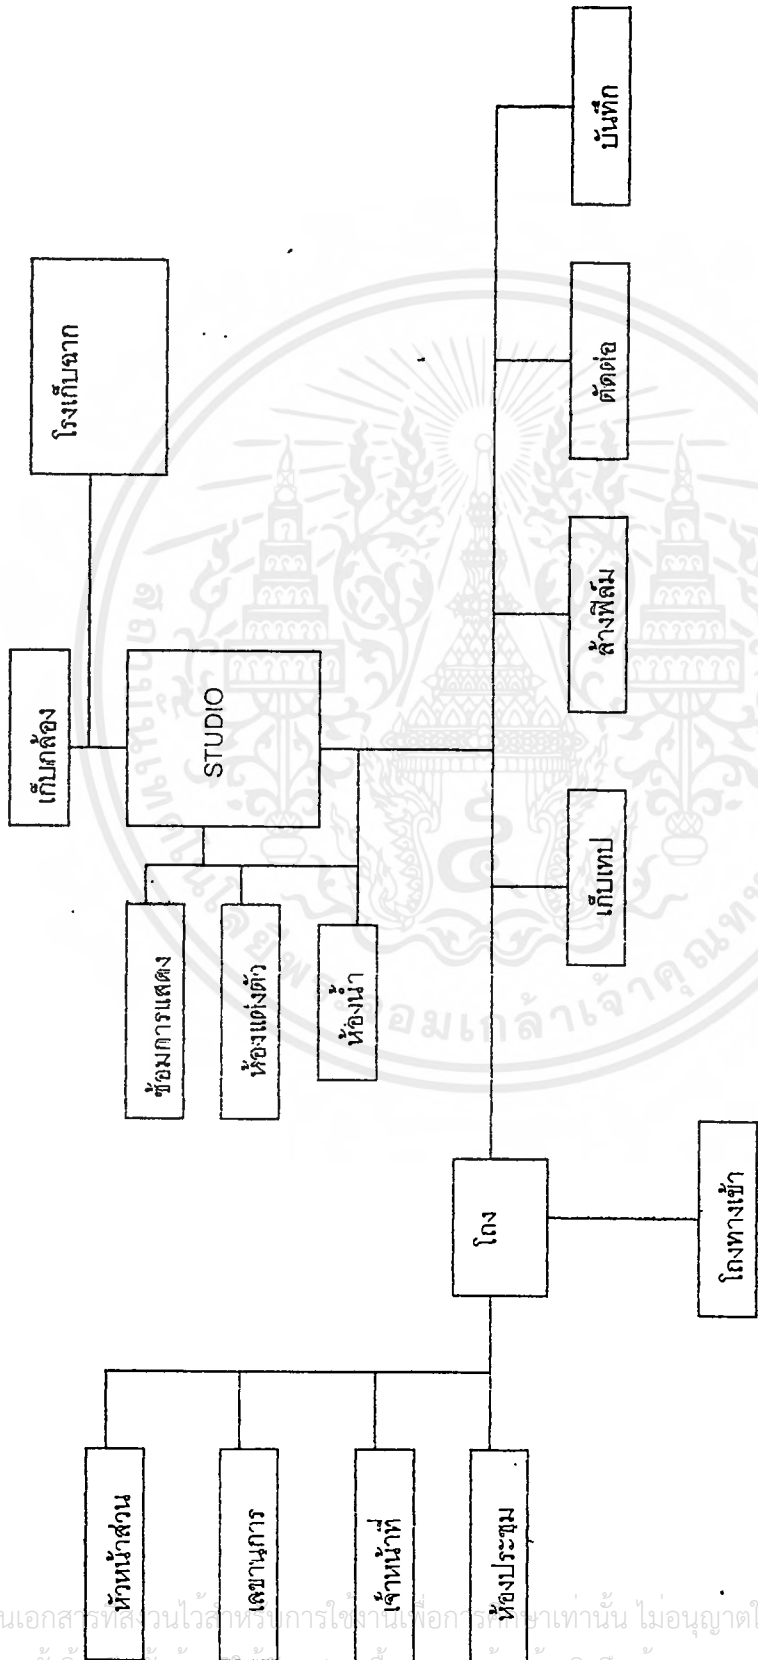 เก็บกล้อง
โรงเก็บฉาก
STUDIO
ซ้อมการแสดง
ห้องแต่งตัว
ห้องน้ำ
บันทึก
ตัดต่อ
ล้างฟิล์ม
เก็บเทป
โถง
โถงทางเข้า
หัวหน้าส่วน
เลขานุการ
เจ้าหน้าที่
ห้องประชุม